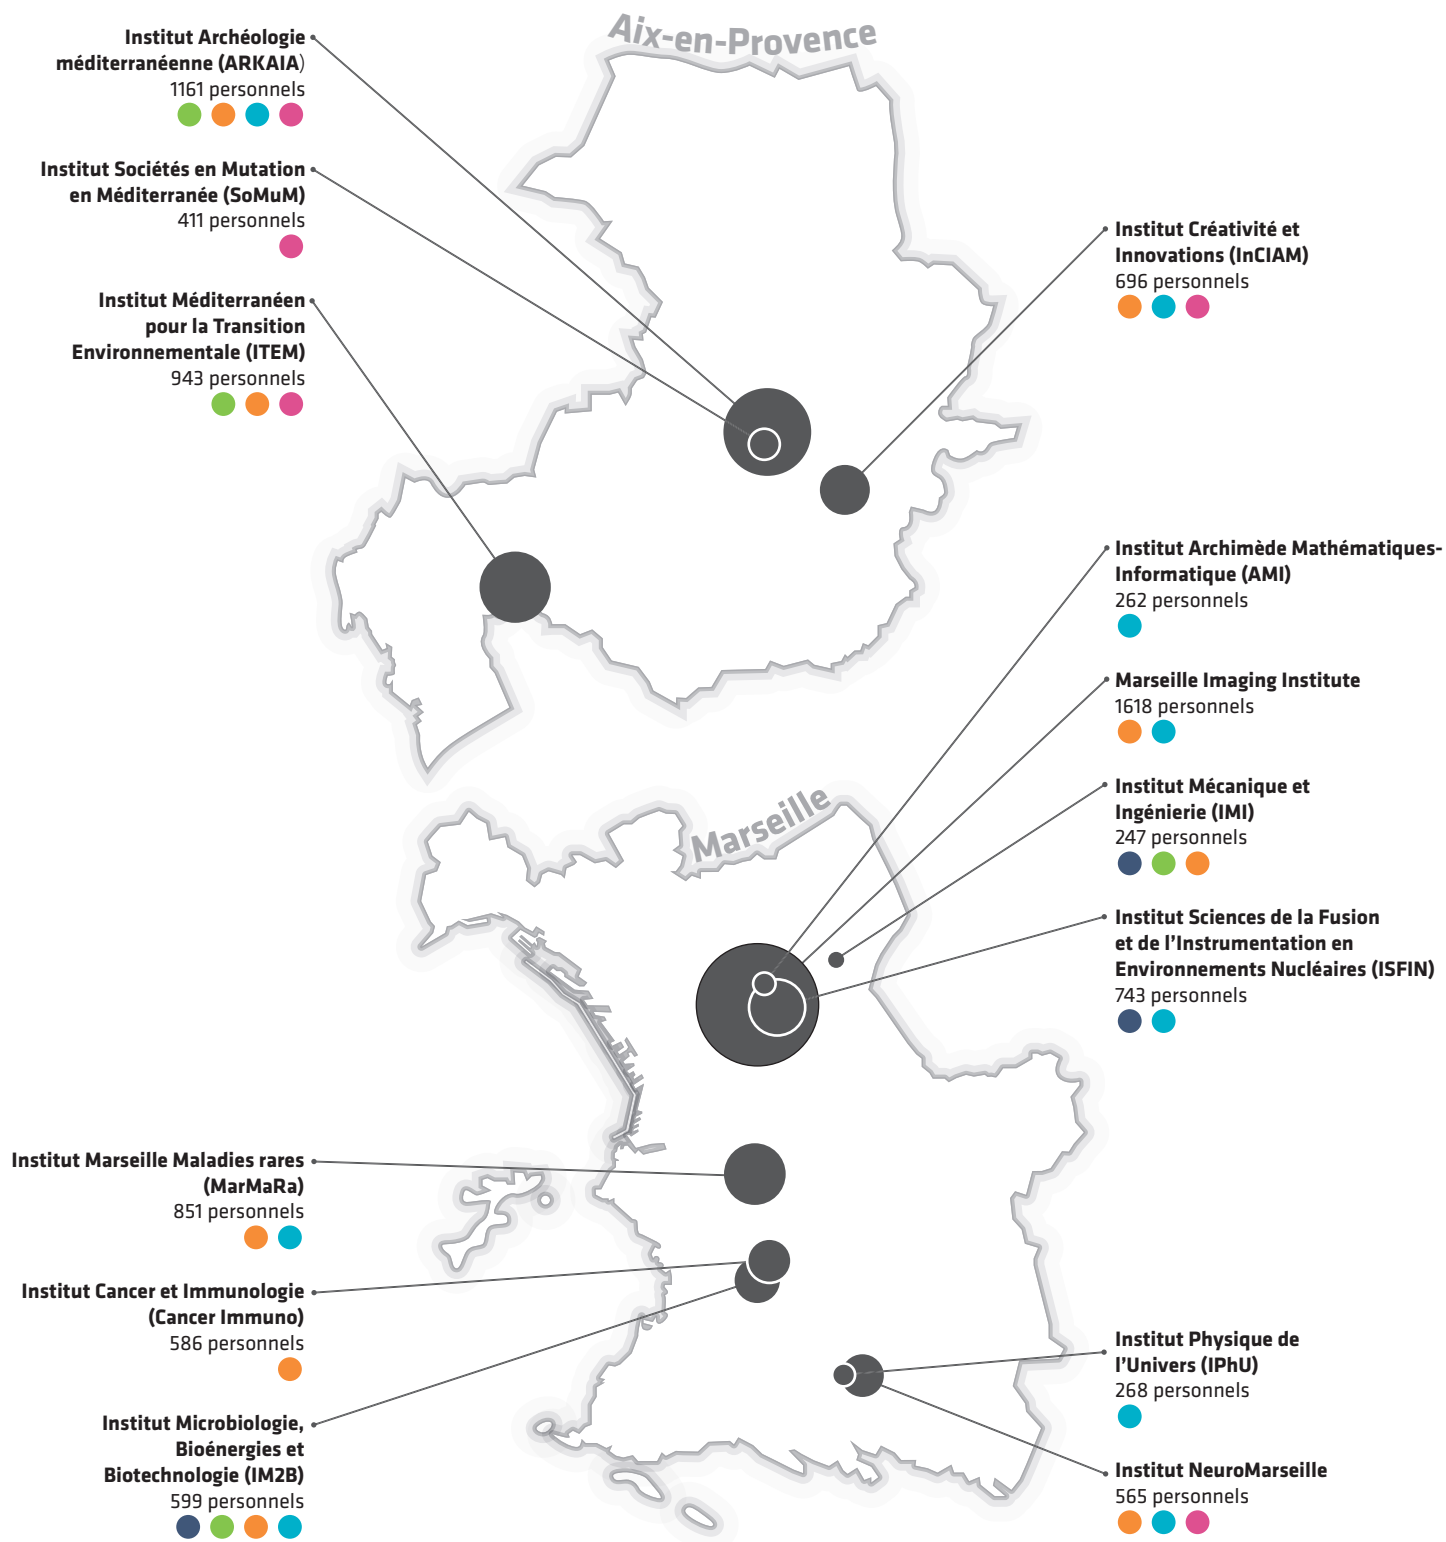 Aix-en-Provence
Institut Archéologie
méditerranéenne (ARKAIA)
1161 personnels
Institut Sociétés en Mutation
en Méditerranée (SoMuM)
411 personnels
Institut Méditerranéen
pour la Transition
Environnementale (ITEM)
943 personnels
Institut Créativité et
Innovations (InCIAM)
696 personnels
Institut Archimède Mathématiques-
Informatique (AMI)
262 personnels
Marseille Imaging Institute
1618 personnels
Institut Mécanique et
Ingénierie (IMI)
247 personnels
Institut Sciences de la Fusion
et de l'Instrumentation en
Environnements Nucléaires (ISFIN)
743 personnels
Marseille
Institut Marseille Maladies rares
(MarMaRa)
851 personnels
Institut Cancer et Immunologie
(Cancer Immuno)
586 personnels
Institut Microbiologie,
Bioénergies et
Biotechnologie (IM2B)
599 personnels
Institut Physique de
l'Univers (IPhU)
268 personnels
Institut NeuroMarseille
565 personnels